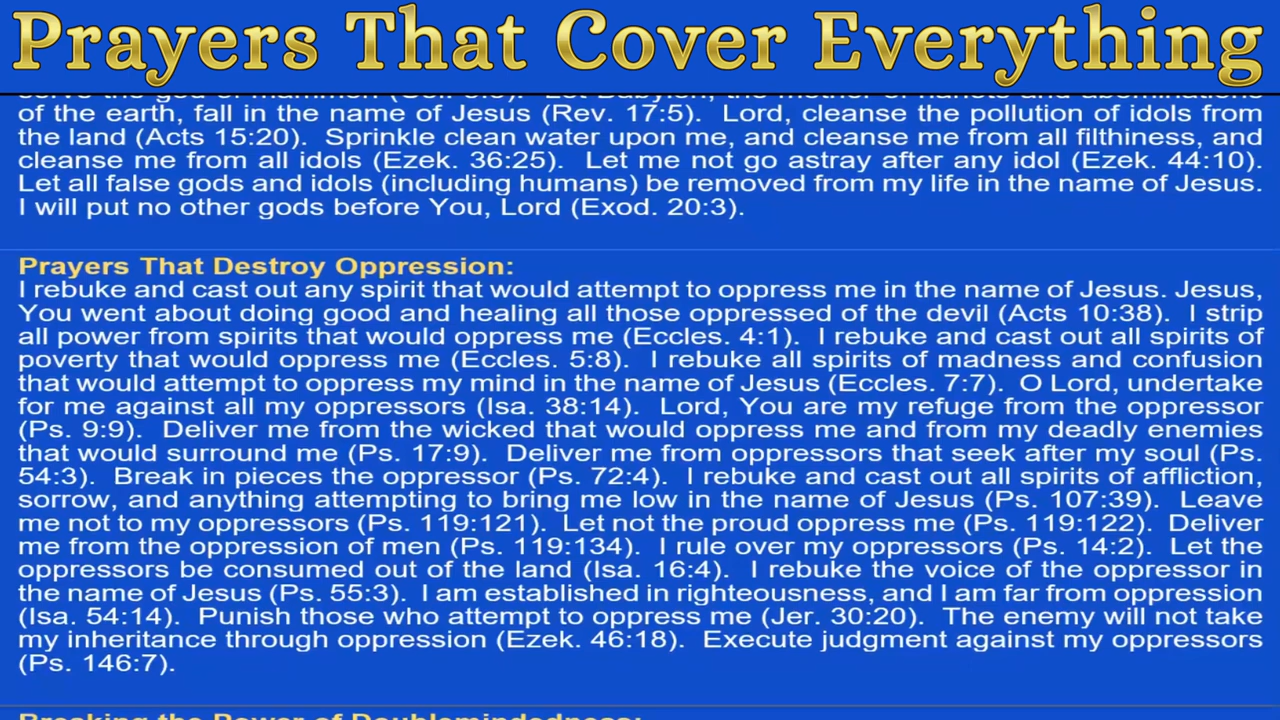 Prayers That Cover Everything
of the earth, fall in the name of Jesus (Rev. 17:5). Lord, cleanse the pollution of idols from
the land (Acts 15:20). Sprinkle clean water upon me, and cleanse me from all filthiness, and
cleanse me from all idols (Ezek. 36:25). Let me not go astray after any idol (Ezek. 44:10).
Let all false gods and idols (including humans) be removed from my life in the name of Jesus.
I will put no other gods before You, Lord (Exod. 20:3).
Prayers That Destroy Oppression:
I rebuke and cast out any spirit that would attempt to oppress me in the name of Jesus. Jesus,
You went about doing good and healing all those oppressed of the devil (Acts 10:38). I strip
all power from spirits that would oppress me (Eccles. 4:1). I rebuke and cast out all spirits of
poverty that would oppress me (Eccles. 5:8). I rebuke all spirits of madness and confusion
that would attempt to oppress my mind in the name of Jesus (Eccles. 7:7). O Lord, undertake
for me against all my oppressors (Isa. 38:14). Lord, You are my refuge from the oppressor
(Ps. 9:9). Deliver me from the wicked that would oppress me and from my deadly enemies
that would surround me (Ps. 17:9). Deliver me from oppressors that seek after my soul (Ps.
54:3). Break in pieces the oppressor (Ps. 72:4). I rebuke and cast out all spirits of affliction,
sorrow, and anything attempting to bring me low in the name of Jesus (Ps. 107:39). Leave
me not to my oppressors (Ps. 119:121). Let not the proud oppress me (Ps. 119:122). Deliver
me from the oppression of men (Ps. 119:134). I rule over my oppressors (Ps. 14:2). Let the
oppressors be consumed out of the land (Isa. 16:4). I rebuke the voice of the oppressor in
the name of Jesus (Ps. 55:3). I am established in righteousness, and I am far from oppression
(Isa. 54:14). Punish those who attempt to oppress me (Jer. 30:20). The enemy will not take
my inheritance through oppression (Ezek. 46:18). Execute judgment against my oppressors
(Ps. 146:7).
Breaking the Power of Doublemindedness: